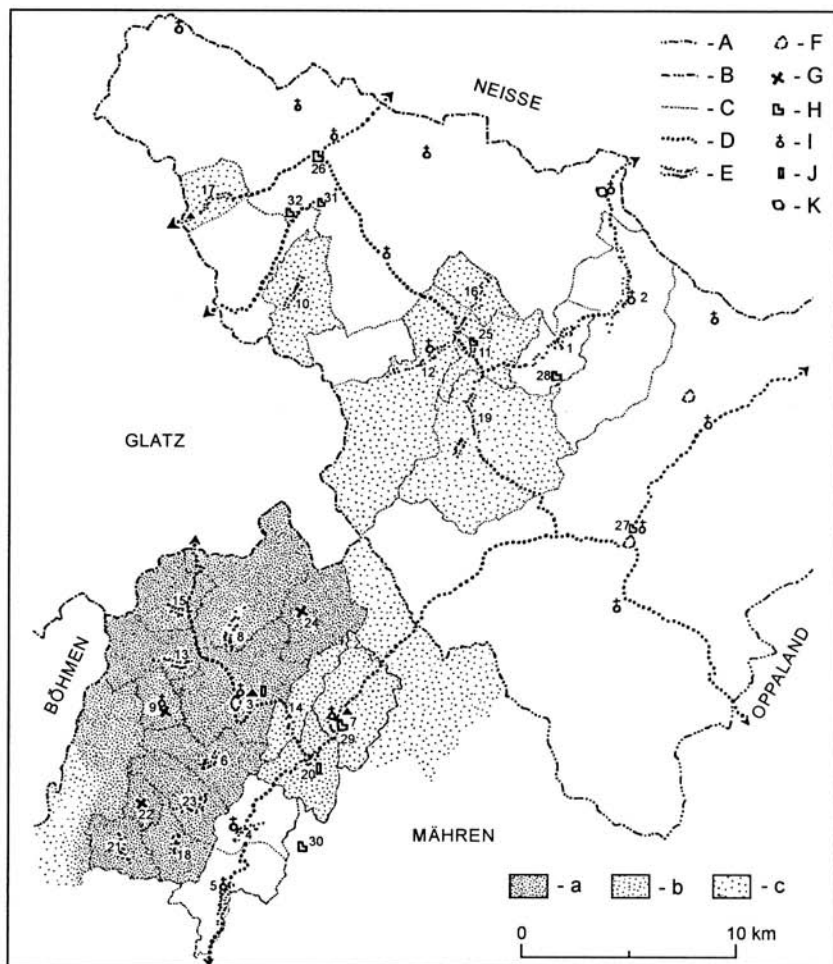 - A
- F
NEISSE
- B
- G
- C
- H
- D
- I
26
- E
- J
- K
17
32
31
10
16
2
25
11
1
12
28
19
GLATZ
27
15
24
8
BÖHMEN
13
OPPALAND
9
3
14
7
29
6
20
23
22
4
MÄHREN
30
21
18
5
- a
- b
- c
0
10 km